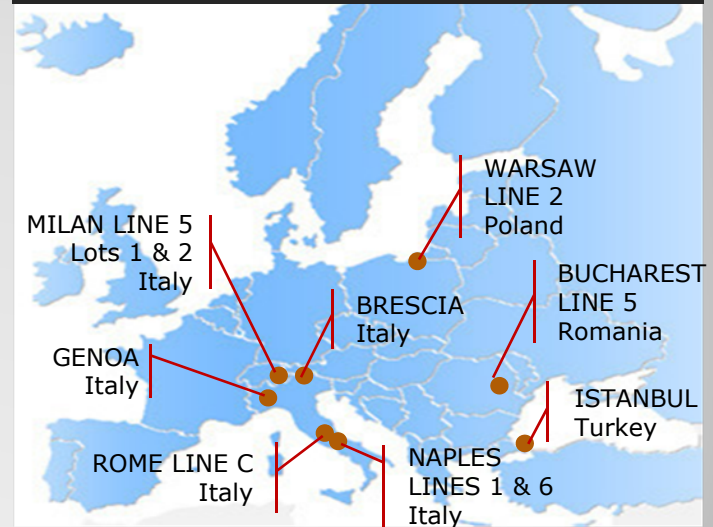 WARSAW
LINE 2
Poland
MILAN LINE 5
Lots 1 & 2
Italy
BUCHAREST
LINE 5
Romania
BRESCIA
Italy
GENOA
Italy
ISTANBUL
Turkey
ROME LINE C
Italy
NAPLES
LINES 1 & 6
Italy